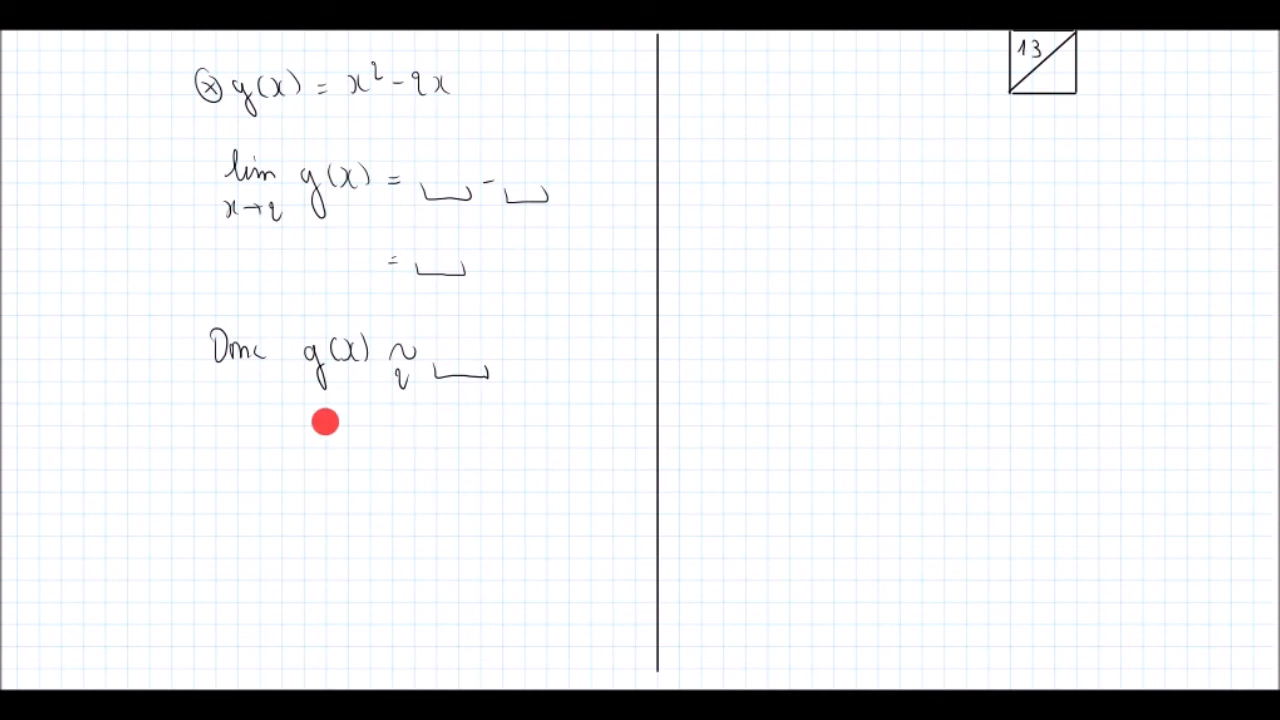 ⊗ g(x) = x² - 2x
lim g(x) = ⎵ - ⎵
x→2
= ⎵
Donc g(x) ~ ⎵
2
13